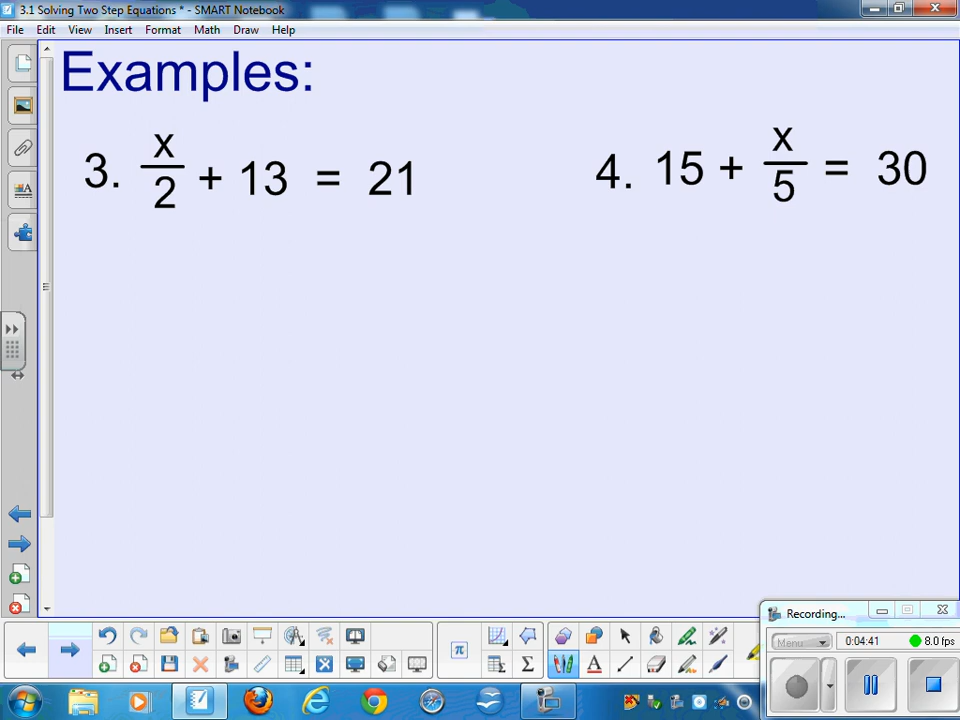 3.1 Solving Two Step Equations * - SMART Notebook
File Edit View Insert Format Math Draw Help
Examples:
3. x/2 + 13 = 21
4. 15 + x/5 = 30
Recording...
Menu 0:04:41 8.0 fps
π Σ A